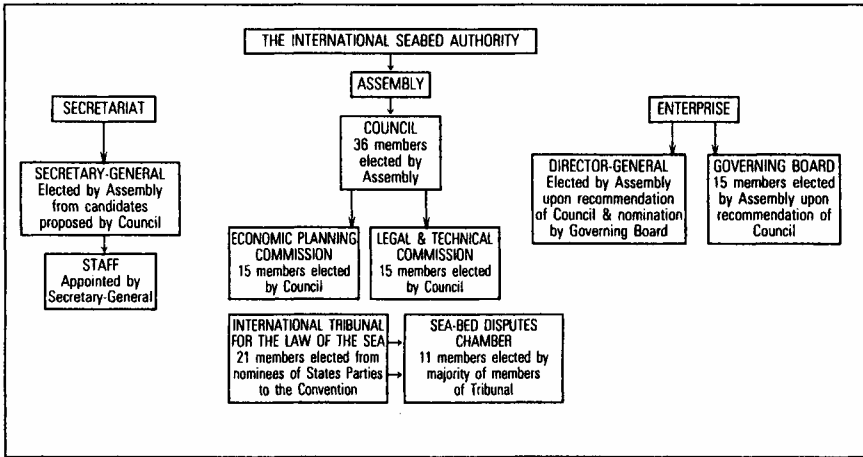 THE INTERNATIONAL SEABED AUTHORITY
ASSEMBLY
SECRETARIAT
ENTERPRISE
COUNCIL
36 members
elected by
Assembly
SECRETARY-GENERAL
Elected by Assembly
from candidates
proposed by Council
DIRECTOR-GENERAL
Elected by Assembly
upon recommendation
of Council & nomination
by Governing Board
GOVERNING BOARD
15 members elected
by Assembly upon
recommendation of
Council
STAFF
Appointed by
Secretary-General
ECONOMIC PLANNING
COMMISSION
15 members elected
by Council
LEGAL & TECHNICAL
COMMISSION
15 members elected
by Council
INTERNATIONAL TRIBUNAL
FOR THE LAW OF THE SEA
21 members elected from
nominees of States Parties
to the Convention
SEA-BED DISPUTES
CHAMBER
11 members elected by
majority of members
of Tribunal